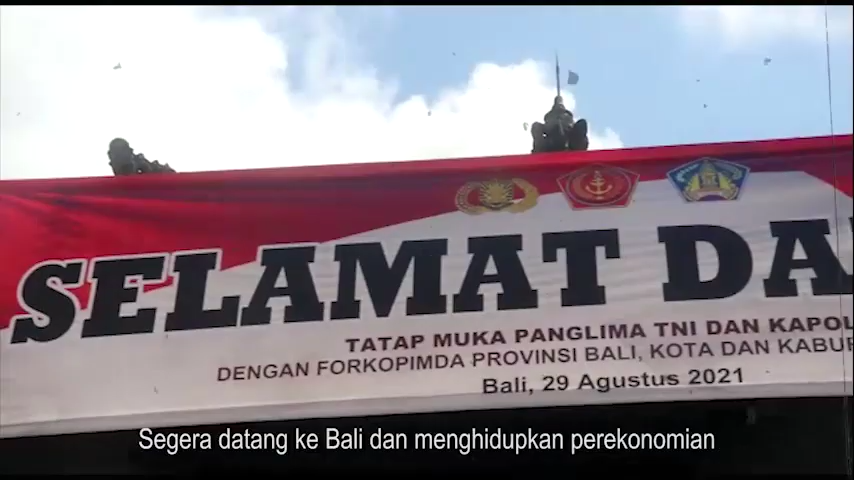 SELAMAT DA
TATAP MUKA PANGLIMA TNI DAN KAPOL
DENGAN FORKOPIMDA PROVINSI BALI, KOTA DAN KABUP
Bali, 29 Agustus 2021
Segera datang ke Bali dan menghidupkan perekonomian